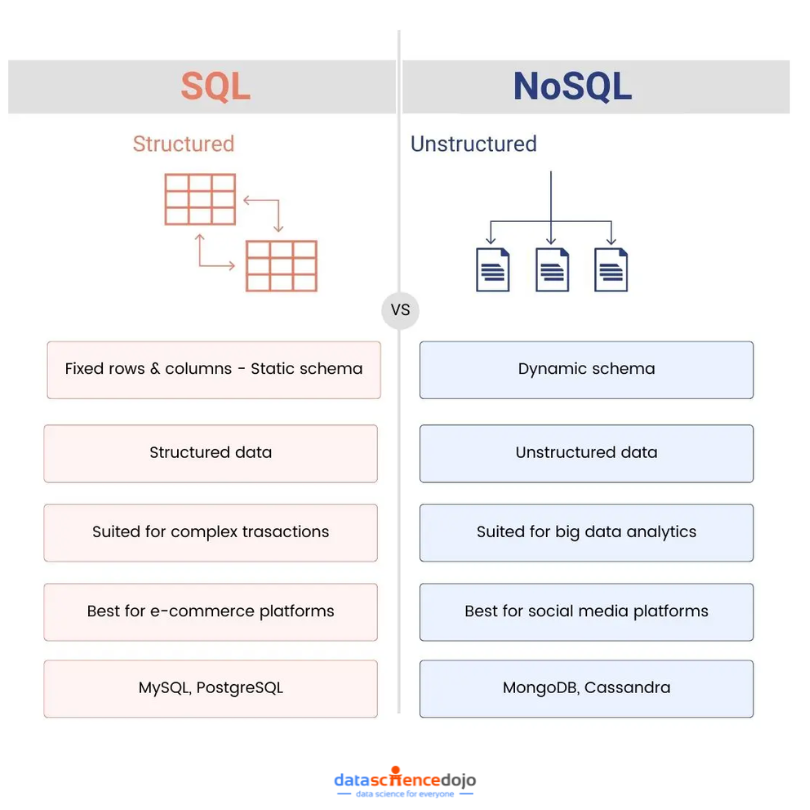 SQL
NoSQL
Structured
Unstructured
VS
Fixed rows & columns - Static schema
Dynamic schema
Structured data
Unstructured data
Suited for complex trasactions
Suited for big data analytics
Best for e-commerce platforms
Best for social media platforms
MySQL, PostgreSQL
MongoDB, Cassandra
datasciencedojo
data science for everyone